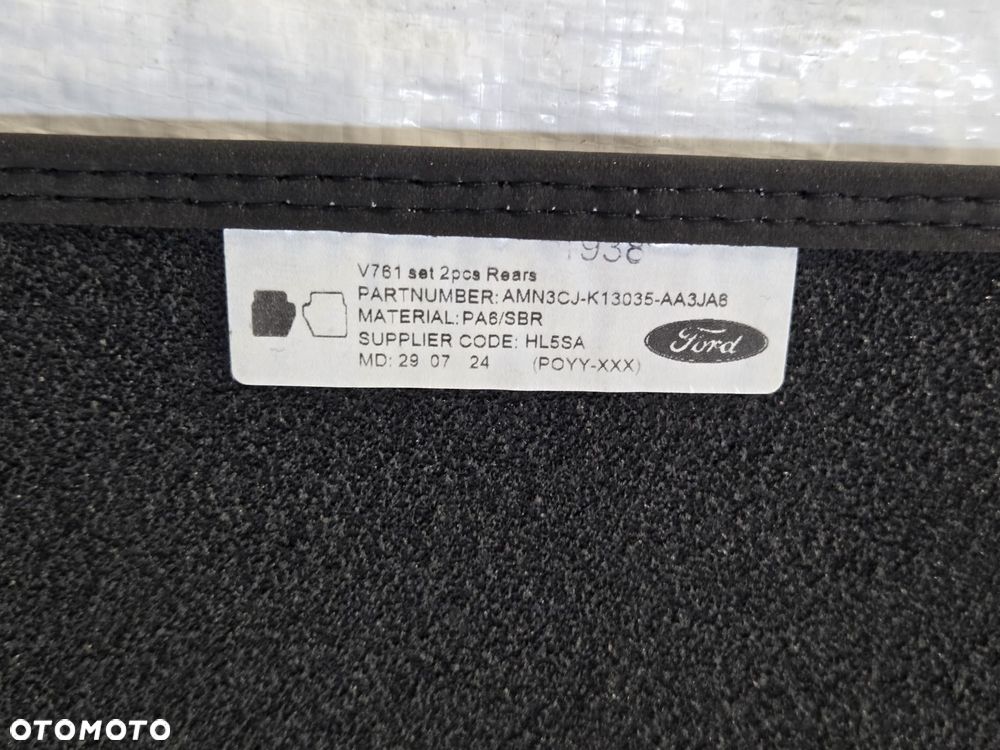 1938
V761 set 2pcs Rears
PARTNUMBER: AMN3CJ-K13035-AA3JA6
MATERIAL: PA6/SBR
SUPPLIER CODE: HL5SA
MD: 29 07 24 (POYY-XXX)
Ford
OTOMOTO